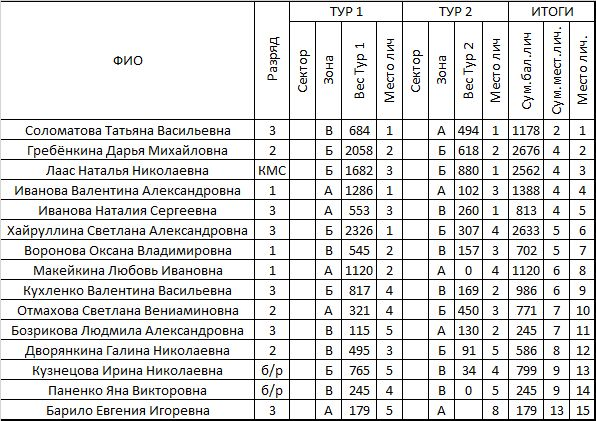 ФИО Разряд ТУР 1 ТУР 2 ИТОГИ
Сектор Зона Вес Тур 1 Место лич Сектор Зона Вес Тур 2 Место лич Сум.бал.лич Сум.мест.лич. Место лич.
Соломатова Татьяна Васильевна 3 В 684 1 А 494 1 1178 2 1
Гребёнкина Дарья Михайловна 2 Б 2058 2 Б 618 2 2676 4 2
Лаас Наталья Николаевна КМС Б 1682 3 Б 880 1 2562 4 3
Иванова Валентина Александровна 1 А 1286 1 А 102 3 1388 4 4
Иванова Наталия Сергеевна 3 А 553 3 В 260 1 813 4 5
Хайруллина Светлана Александровна 3 Б 2326 1 Б 307 4 2633 5 6
Воронова Оксана Владимировна 1 В 545 2 В 157 3 702 5 7
Макейкина Любовь Ивановна 1 А 1120 2 А 0 4 1120 6 8
Кухленко Валентина Васильевна 3 Б 817 4 В 169 2 986 6 9
Отмахова Светлана Вениаминовна 2 А 321 4 Б 450 3 771 7 10
Бозрикова Людмила Александровна 3 В 115 5 А 130 2 245 7 11
Дворянкина Галина Николаевна 2 В 495 3 Б 91 5 586 8 12
Кузнецова Ирина Николаевна б/р Б 765 5 В 34 4 799 9 13
Паненко Яна Викторовна б/р В 245 4 В 0 5 245 9 14
Барило Евгения Игоревна 3 А 179 5 А 8 179 13 15